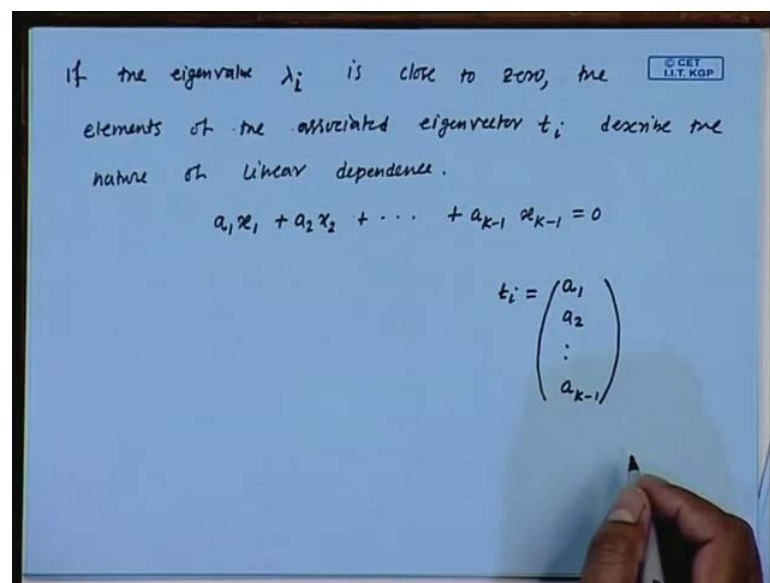 If the eigenvalue λi is close to zero, the
© CET
I.I.T. KGP
elements of the associated eigenvector ti describe the
nature of linear dependence.
a1x1 + a2x2 + · · · + ak-1 xk-1 = 0
ti = (a1
a2
:
ak-1)